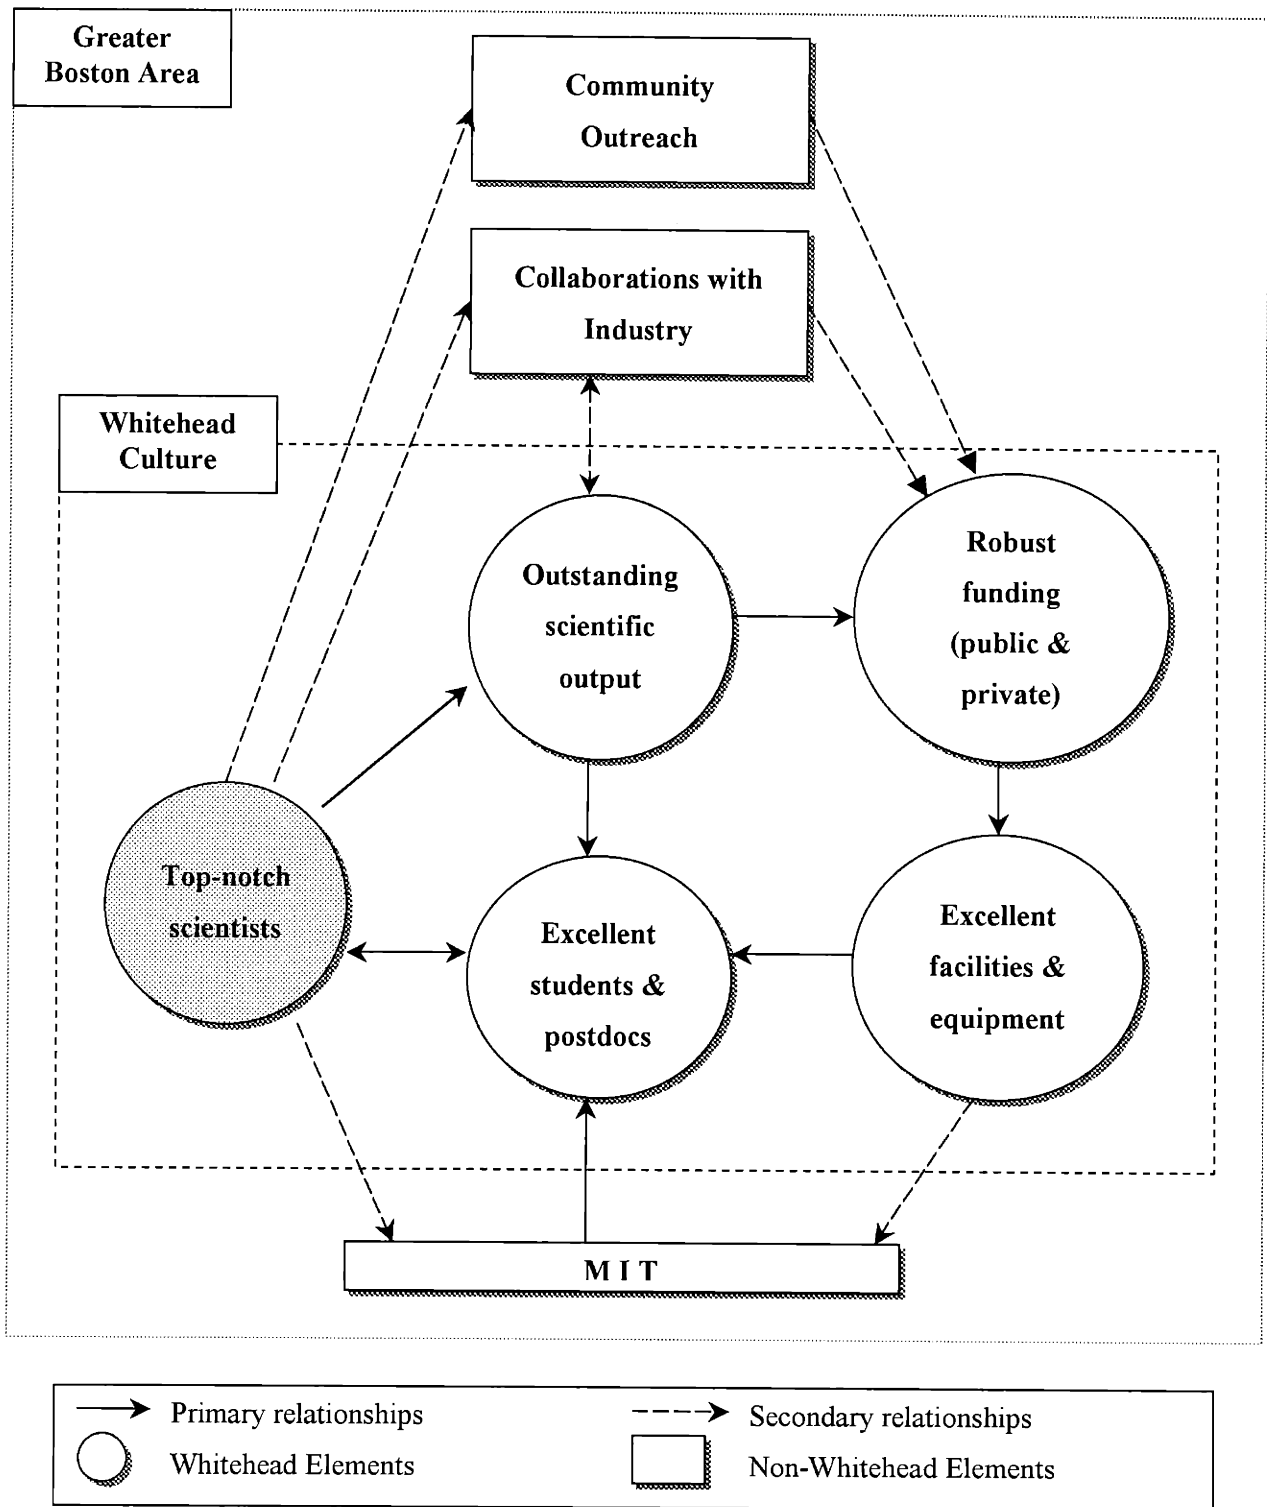 Greater
Boston Area
Community
Outreach
Collaborations with
Industry
Whitehead
Culture
Outstanding
scientific
output
Robust
funding
(public &
private)
Top-notch
scientists
Excellent
students &
postdocs
Excellent
facilities &
equipment
M I T
Primary relationships
Secondary relationships
Whitehead Elements
Non-Whitehead Elements